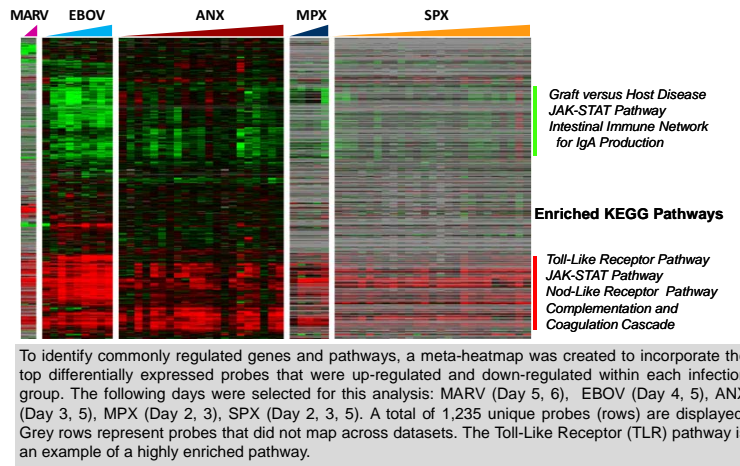 MARV EBOV ANX MPX SPX
Graft versus Host Disease
JAK-STAT Pathway
Intestinal Immune Network
for IgA Production
Enriched KEGG Pathways
Toll-Like Receptor Pathway
JAK-STAT Pathway
Nod-Like Receptor Pathway
Complementation and
Coagulation Cascade
To identify commonly regulated genes and pathways, a meta-heatmap was created to incorporate the
top differentially expressed probes that were up-regulated and down-regulated within each infection
group. The following days were selected for this analysis: MARV (Day 5, 6), EBOV (Day 4, 5), ANX
(Day 3, 5), MPX (Day 2, 3), SPX (Day 2, 3, 5). A total of 1,235 unique probes (rows) are displayed
Grey rows represent probes that did not map across datasets. The Toll-Like Receptor (TLR) pathway i
an example of a highly enriched pathway.